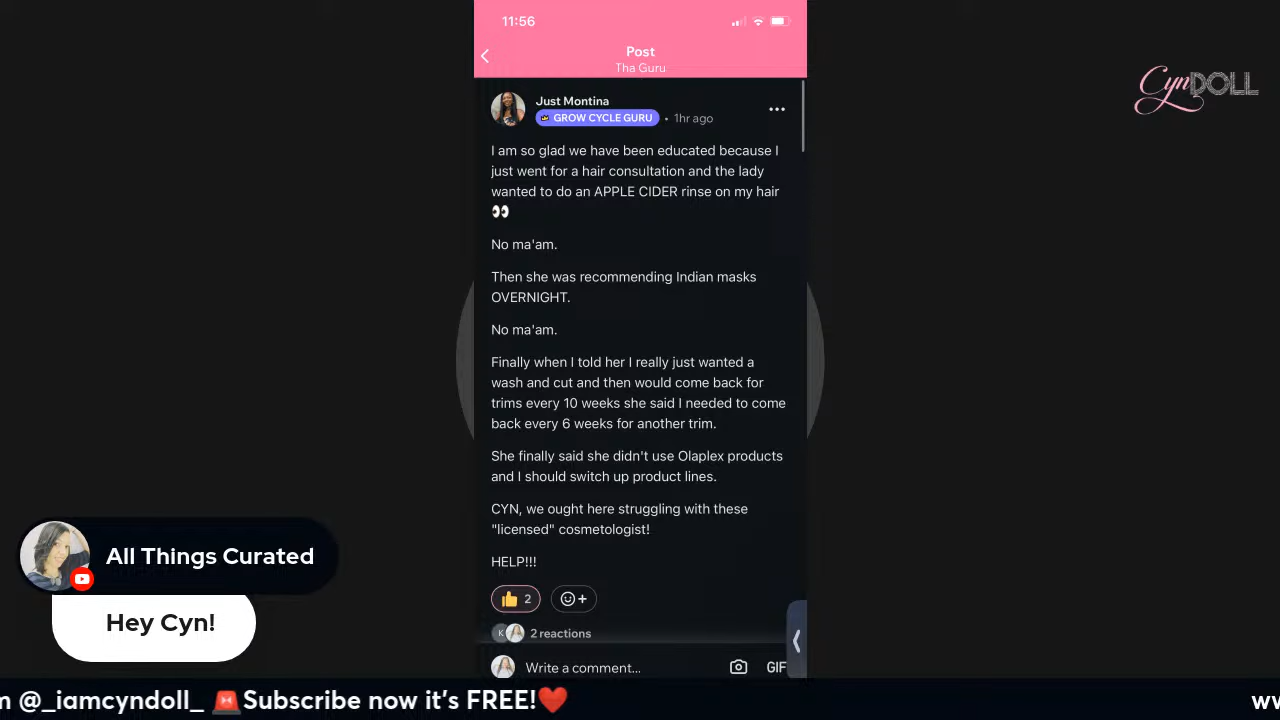 11:56
Post
Tha Guru
CynDOLL
Just Montina
GROW CYCLE GURU • 1hr ago
I am so glad we have been educated because I
just went for a hair consultation and the lady
wanted to do an APPLE CIDER rinse on my hair
👀
No ma'am.
Then she was recommending Indian masks
OVERNIGHT.
No ma'am.
Finally when I told her I really just wanted a
wash and cut and then would come back for
trims every 10 weeks she said I needed to come
back every 6 weeks for another trim.
She finally said she didn't use Olaplex products
and I should switch up product lines.
CYN, we ought here struggling with these
"licensed" cosmetologist!
HELP!!!
👍 2
K
2 reactions
Write a comment...
GIF
All Things Curated
Hey Cyn!
m @_iamcyndoll_ 🚨Subscribe now it's FREE!❤️